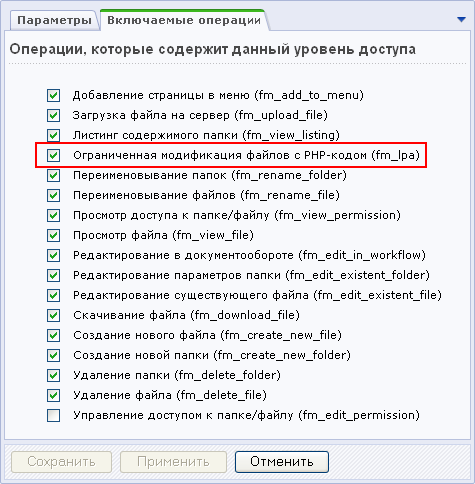 Параметры Включаемые операции
Операции, которые содержит данный уровень доступа
Добавление страницы в меню (fm_add_to_menu)
Загрузка файла на сервер (fm_upload_file)
Листинг содержимого папки (fm_view_listing)
Ограниченная модификация файлов с PHP-кодом (fm_lpa)
Переименовывание папок (fm_rename_folder)
Переименовывание файлов (fm_rename_file)
Просмотр доступа к папке/файлу (fm_view_permission)
Просмотр файла (fm_view_file)
Редактирование в документообороте (fm_edit_in_workflow)
Редактирование параметров папки (fm_edit_existent_folder)
Редактирование существующего файла (fm_edit_existent_file)
Скачивание файла (fm_download_file)
Создание нового файла (fm_create_new_file)
Создание новой папки (fm_create_new_folder)
Удаление папки (fm_delete_folder)
Удаление файла (fm_delete_file)
Управление доступом к папке/файлу (fm_edit_permission)
Сохранить Применить Отменить